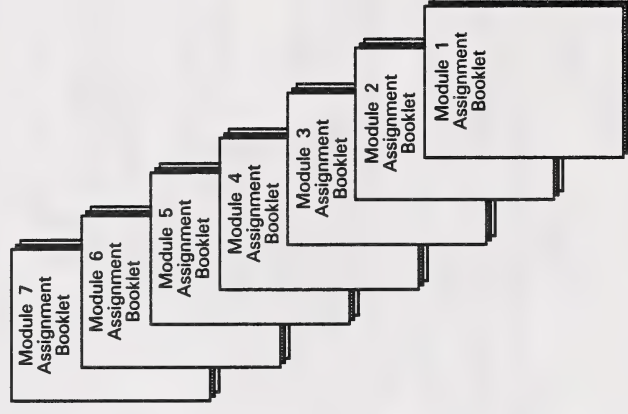 Module 7
Assignment
Booklet
Module 6
Assignment
Booklet
Module 5
Assignment
Booklet
Module 4
Assignment
Booklet
Module 3
Assignment
Booklet
Module 2
Assignment
Booklet
Module 1
Assignment
Booklet